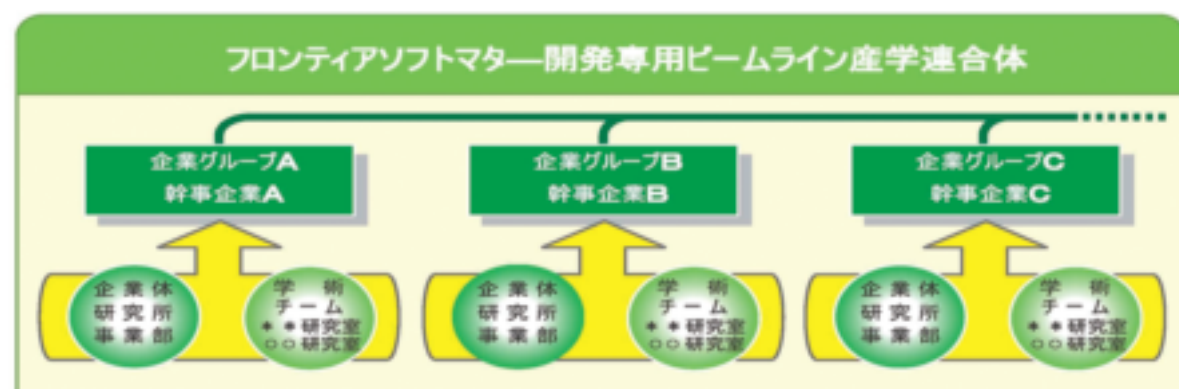 フロンティアソフトマター開発専用ビームライン産学連合体
企業グループA
幹事企業A
企業グループB
幹事企業B
企業グループC
幹事企業C
企業体
研究所
事業部
学術
チーム
＊＊研究室
○○研究室
企業体
研究所
事業部
学術
チーム
＊＊研究室
○○研究室
企業体
研究所
事業部
学術
チーム
＊＊研究室
○○研究室